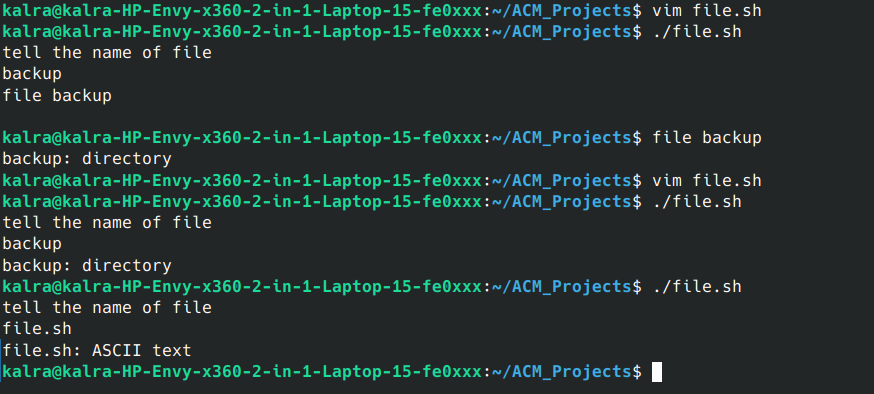 kalra@kalra-HP-Envy-x360-2-in-1-Laptop-15-fe0xxx:~/ACM_Projects$ vim file.sh
kalra@kalra-HP-Envy-x360-2-in-1-Laptop-15-fe0xxx:~/ACM_Projects$ ./file.sh
tell the name of file
backup
file backup
kalra@kalra-HP-Envy-x360-2-in-1-Laptop-15-fe0xxx:~/ACM_Projects$ file backup
backup: directory
kalra@kalra-HP-Envy-x360-2-in-1-Laptop-15-fe0xxx:~/ACM_Projects$ vim file.sh
kalra@kalra-HP-Envy-x360-2-in-1-Laptop-15-fe0xxx:~/ACM_Projects$ ./file.sh
tell the name of file
backup
backup: directory
kalra@kalra-HP-Envy-x360-2-in-1-Laptop-15-fe0xxx:~/ACM_Projects$ ./file.sh
tell the name of file
file.sh
file.sh: ASCII text
kalra@kalra-HP-Envy-x360-2-in-1-Laptop-15-fe0xxx:~/ACM_Projects$